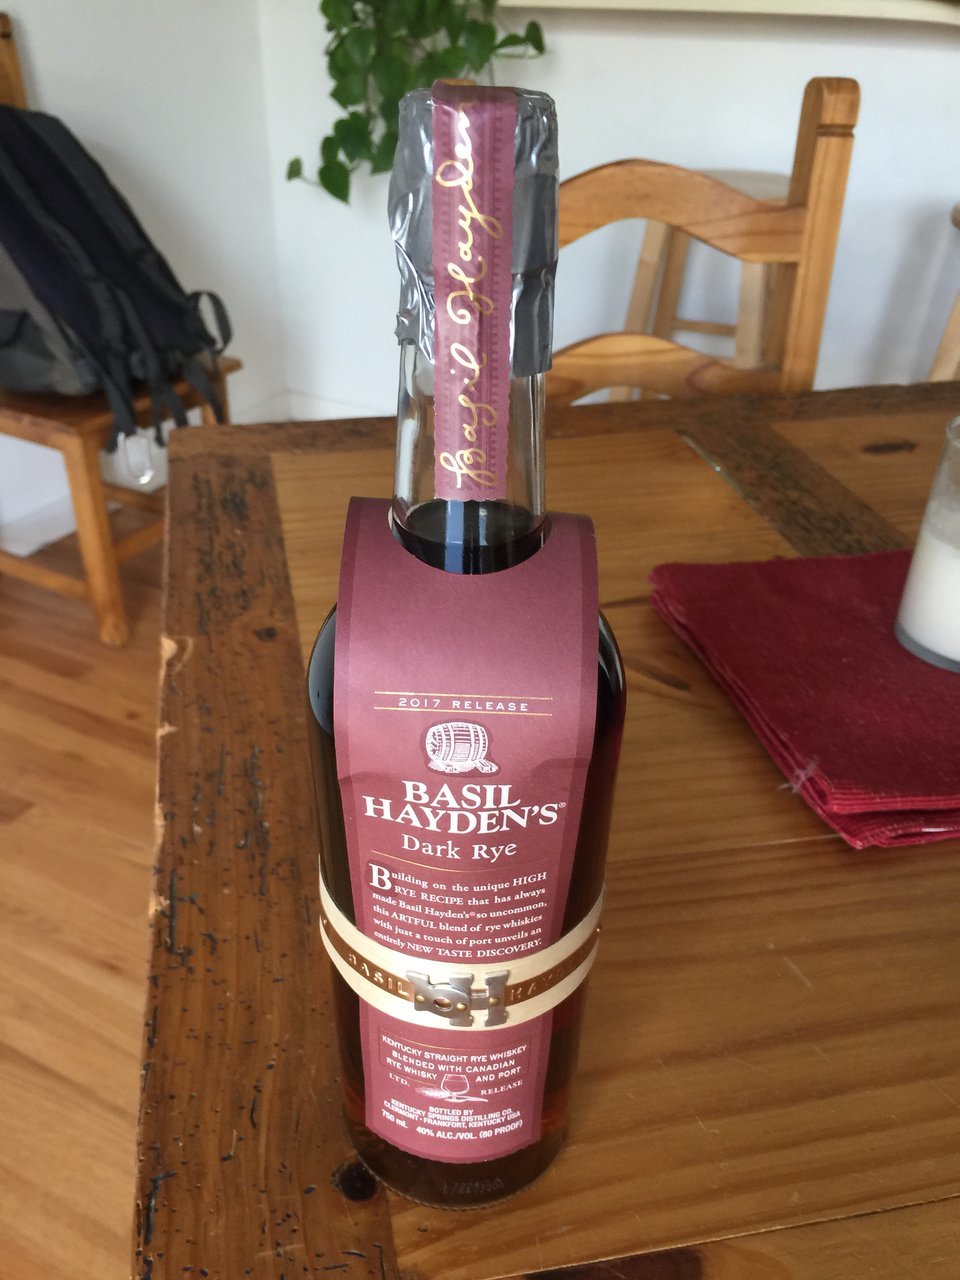 Basil Hayden
2017 RELEASE
BASIL
HAYDEN'S®
Dark Rye
Building on the unique HIGH
RYE RECIPE that has always
made Basil Hayden's® so uncommon,
this ARTFUL blend of rye whiskies
with just a touch of port unveils an
entirely NEW TASTE DISCOVERY.
BASIL BH HAYDEN
KENTUCKY STRAIGHT RYE WHISKEY
BLENDED WITH CANADIAN
RYE WHISKY AND PORT
LTD. RELEASE
BOTTLED BY
KENTUCKY SPRINGS DISTILLING CO.
CLERMONT - FRANKFORT, KENTUCKY USA
750 mL 40% ALC./VOL. (80 PROOF)